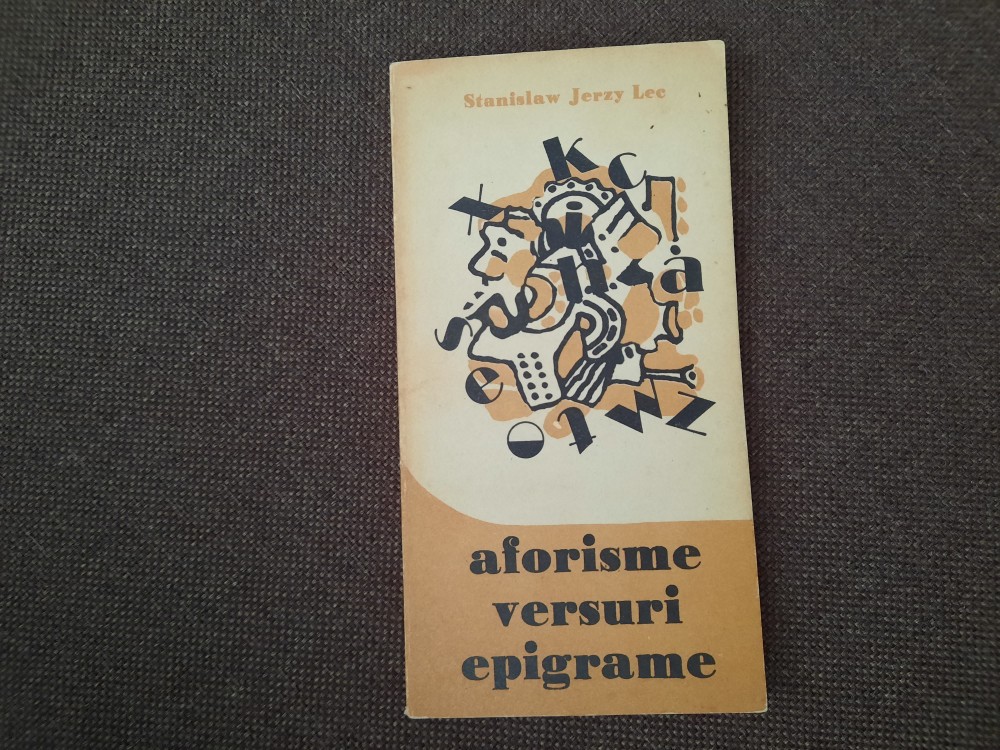 Stanislaw Jerzy Lec
aforisme
versuri
epigrame